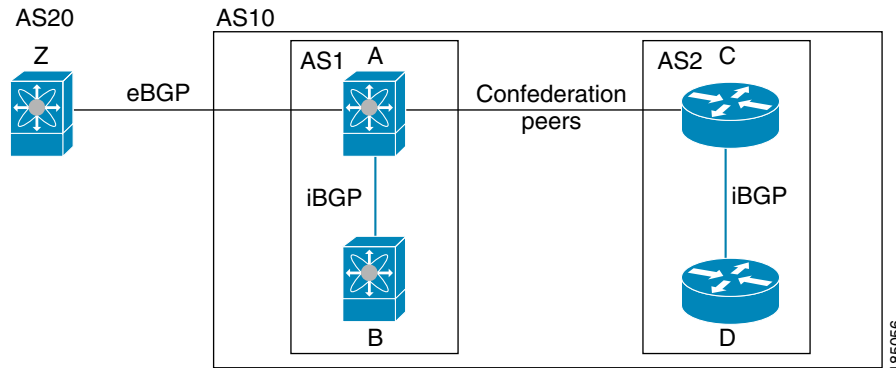 AS20
AS10
Z
AS1
A
AS2
C
eBGP
Confederation
peers
iBGP
iBGP
B
D